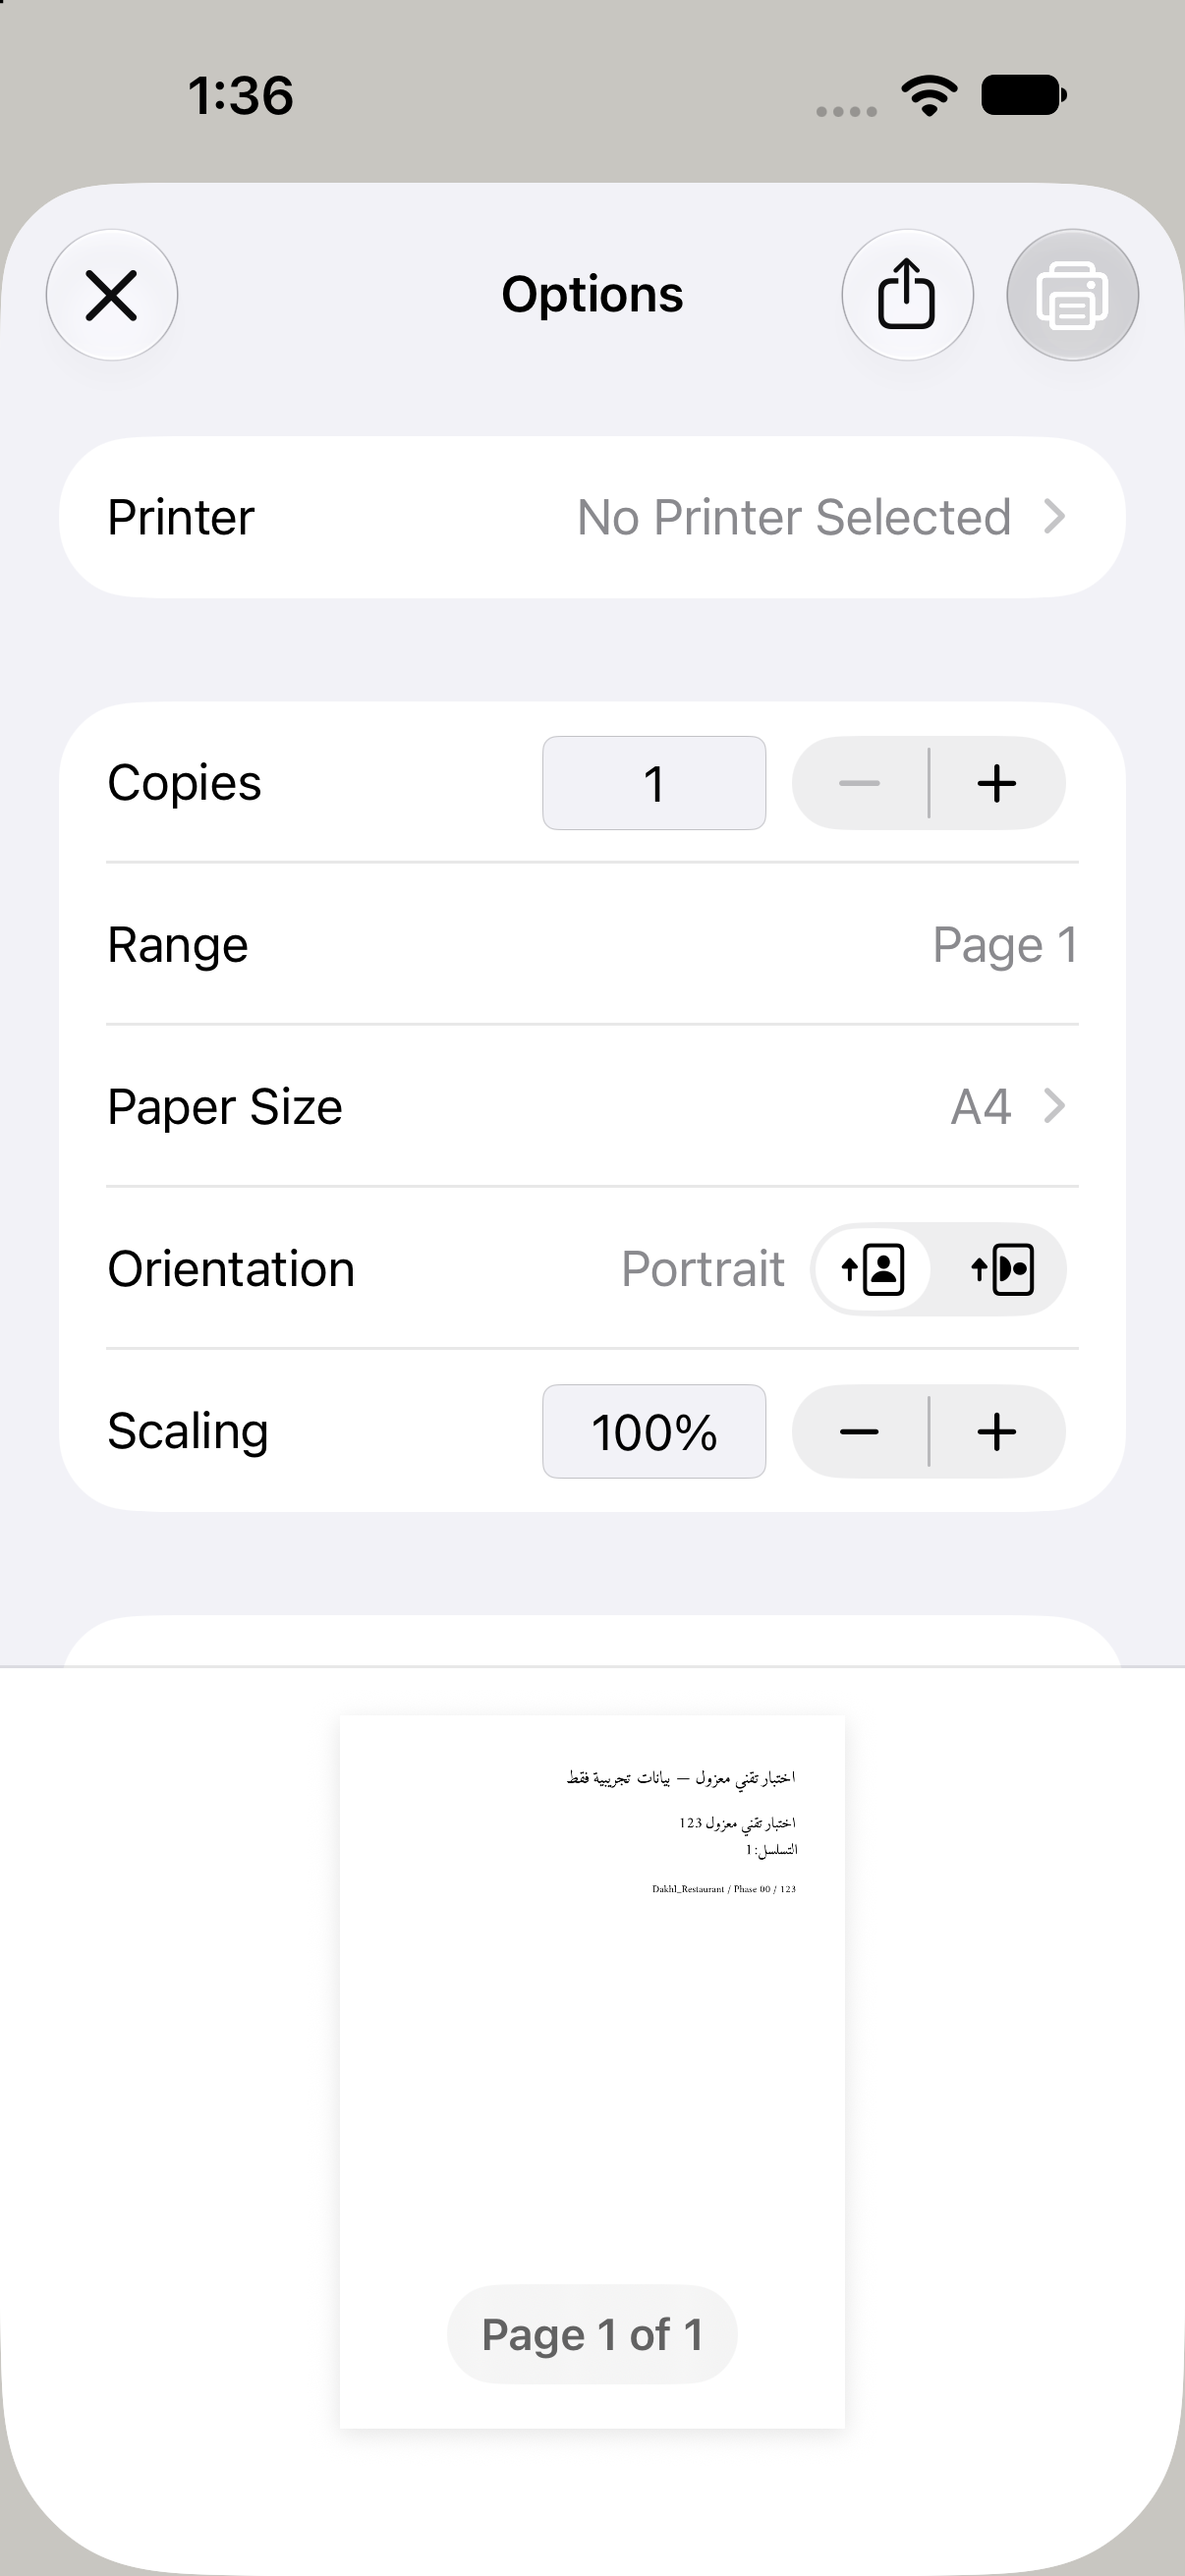 1:36
Options
Printer No Printer Selected
Copies 1
Range Page 1
Paper Size A4
Orientation Portrait
Scaling 100%
اختبار تقني معزول — بيانات تجريبية فقط
اختبار تقني معزول 123
التسلسل: 1
Dakhl_Restaurant / Phase 00 / 123
Page 1 of 1